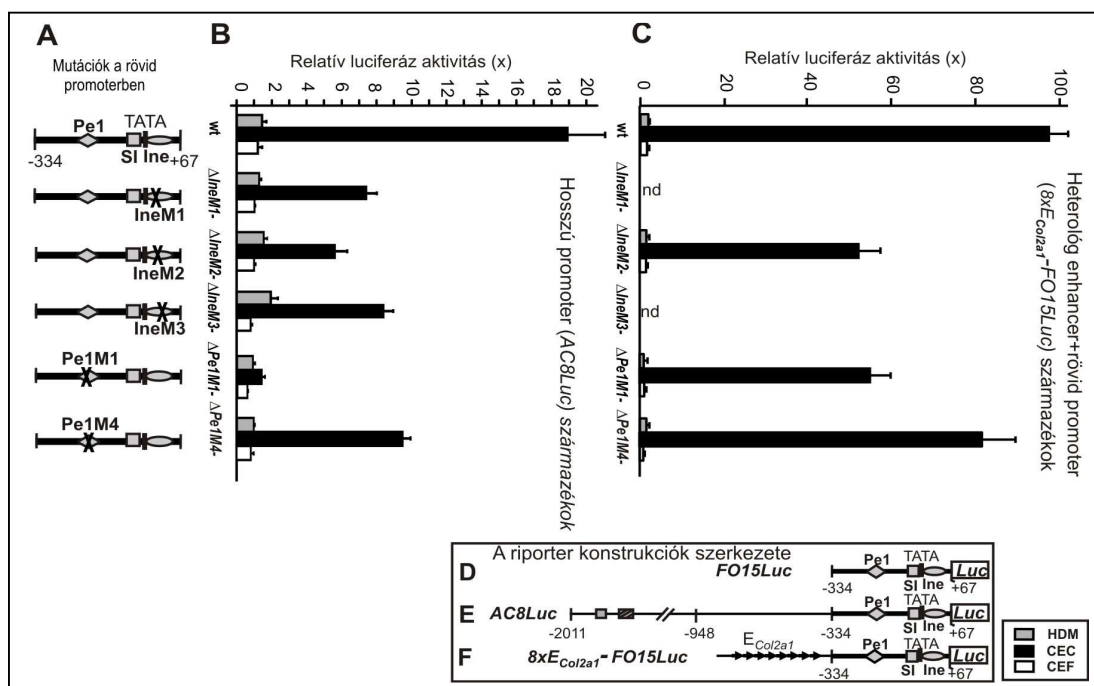 A
Mutációk a rövid
promoterben
Pe1
TATA
-334
SI
Ine
+67
IneM1
IneM2
IneM3
Pe1M1
Pe1M4
B
Relatív luciferáz aktivitás (x)
0 2 4 6 8 10 12 14 16 18 20
wt
ΔIneM1-
ΔIneM2-
ΔIneM3-
ΔPe1M1-
ΔPe1M4-
Hosszú promoter (AC8Luc) származékok
C
Relatív luciferáz aktivitás (x)
0 20 40 60 80 100
wt
ΔIneM1-
nd
ΔIneM2-
ΔIneM3-
nd
ΔPe1M1-
ΔPe1M4-
Heterológ enhancer+rövid promoter
(8xECol2a1-FO15Luc) származékok
A riporter konstrukciók szerkezete
D
FO15Luc
Pe1
TATA
Luc
-334
SI
Ine
+67
E
AC8Luc
Pe1
TATA
Luc
-2011
-948
-334
SI
Ine
+67
F
8xECol2a1- FO15Luc
ECol2a1
Pe1
TATA
Luc
-334
SI
Ine
+67
HDM
CEC
CEF